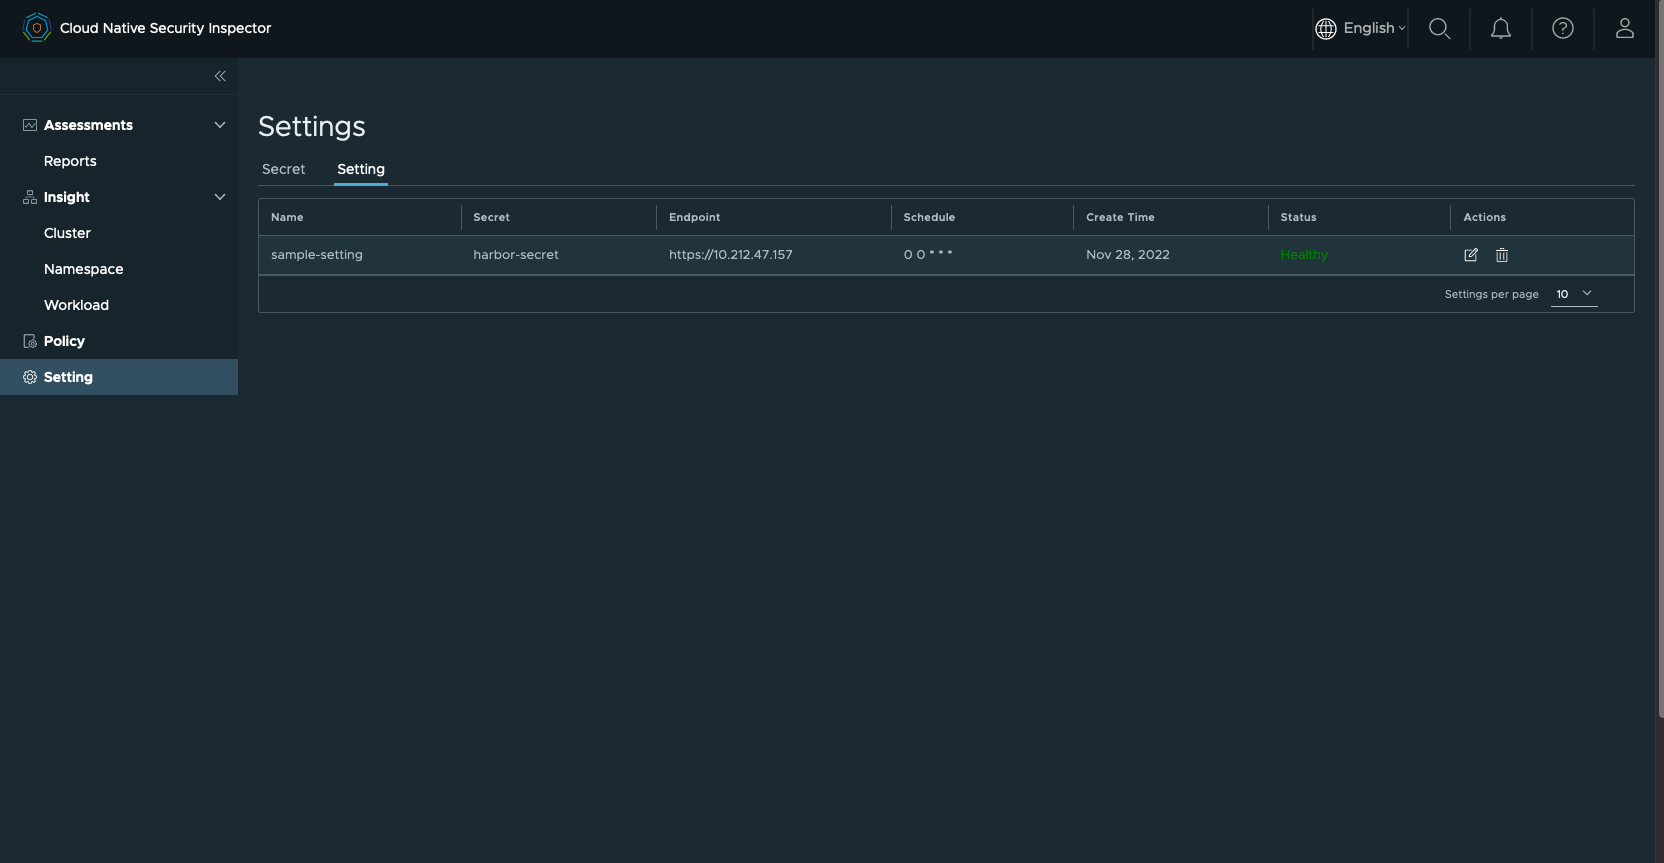 Cloud Native Security Inspector
English
Assessments
Reports
Insight
Cluster
Namespace
Workload
Policy
Setting
Settings
Secret Setting
Name Secret Endpoint Schedule Create Time Status Actions
sample-setting harbor-secret https://10.212.47.157 0 0 * * * Nov 28, 2022 Healthy
Settings per page 10